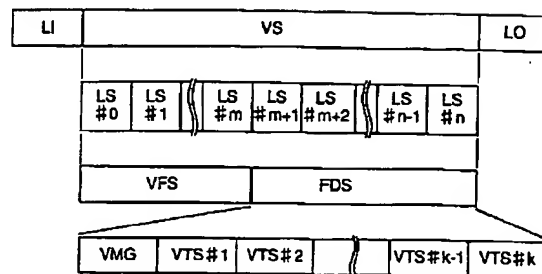 LI VS LO
LS #0 LS #1 LS #m LS #m+1 LS #m+2 LS #n-1 LS #n
VFS FDS
VMG VTS#1 VTS#2 VTS#k-1 VTS#k